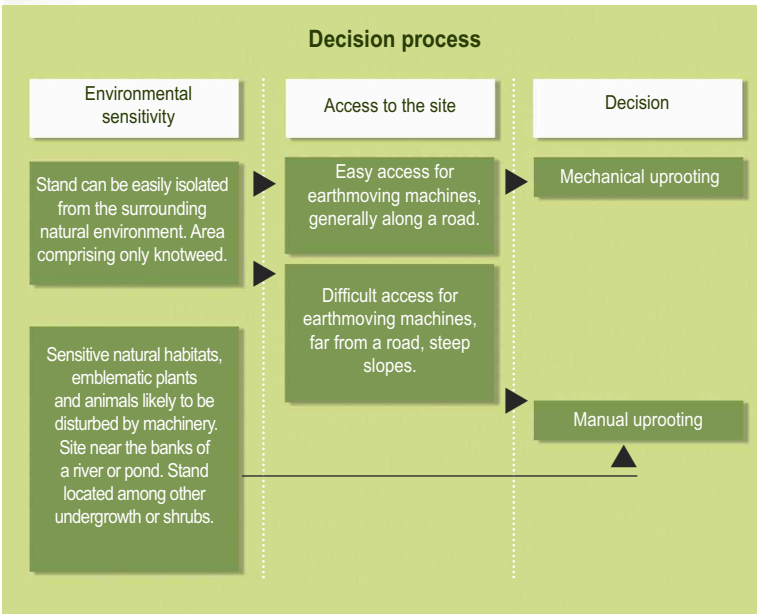 Decision process
Environmental
sensitivity
Access to the site
Decision
Stand can be easily isolated
from the surrounding
natural environment. Area
comprising only knotweed.
Easy access for
earthmoving machines,
generally along a road.
Mechanical uprooting
Difficult access for
earthmoving machines,
far from a road, steep
slopes.
Sensitive natural habitats,
emblematic plants
and animals likely to be
disturbed by machinery.
Site near the banks of
a river or pond. Stand
located among other
undergrowth or shrubs.
Manual uprooting